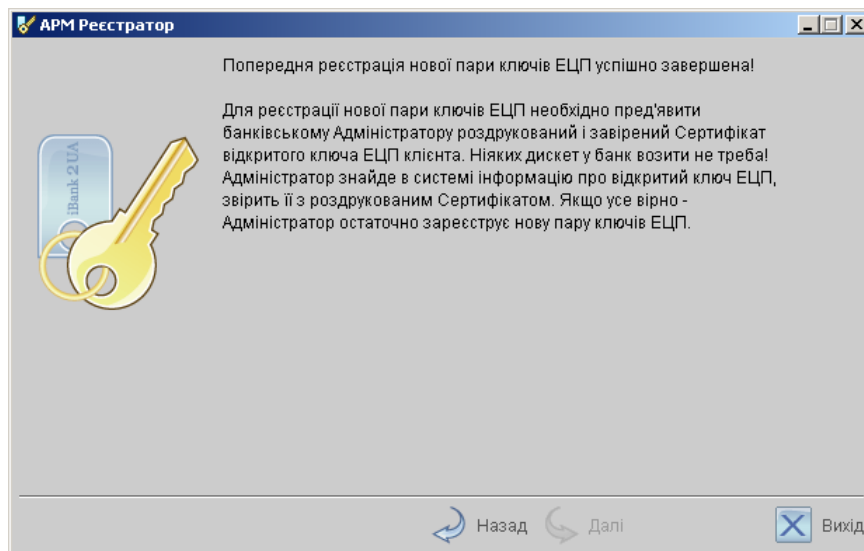 АРМ Реєстратор
Попередня реєстрація нової пари ключів ЕЦП успішно завершена!
Для реєстрації нової пари ключів ЕЦП необхідно пред'явити
банківському Адміністратору роздрукований і завірений Сертифікат
відкритого ключа ЕЦП клієнта. Ніяких дискет у банк возити не треба!
Адміністратор знайде в системі інформацію про відкритий ключ ЕЦП,
звірить її з роздрукованим Сертифікатом. Якщо усе вірно -
Адміністратор остаточно зареєструє нову пару ключів ЕЦП.
iBank 2 UA
Назад
Далі
Вихід